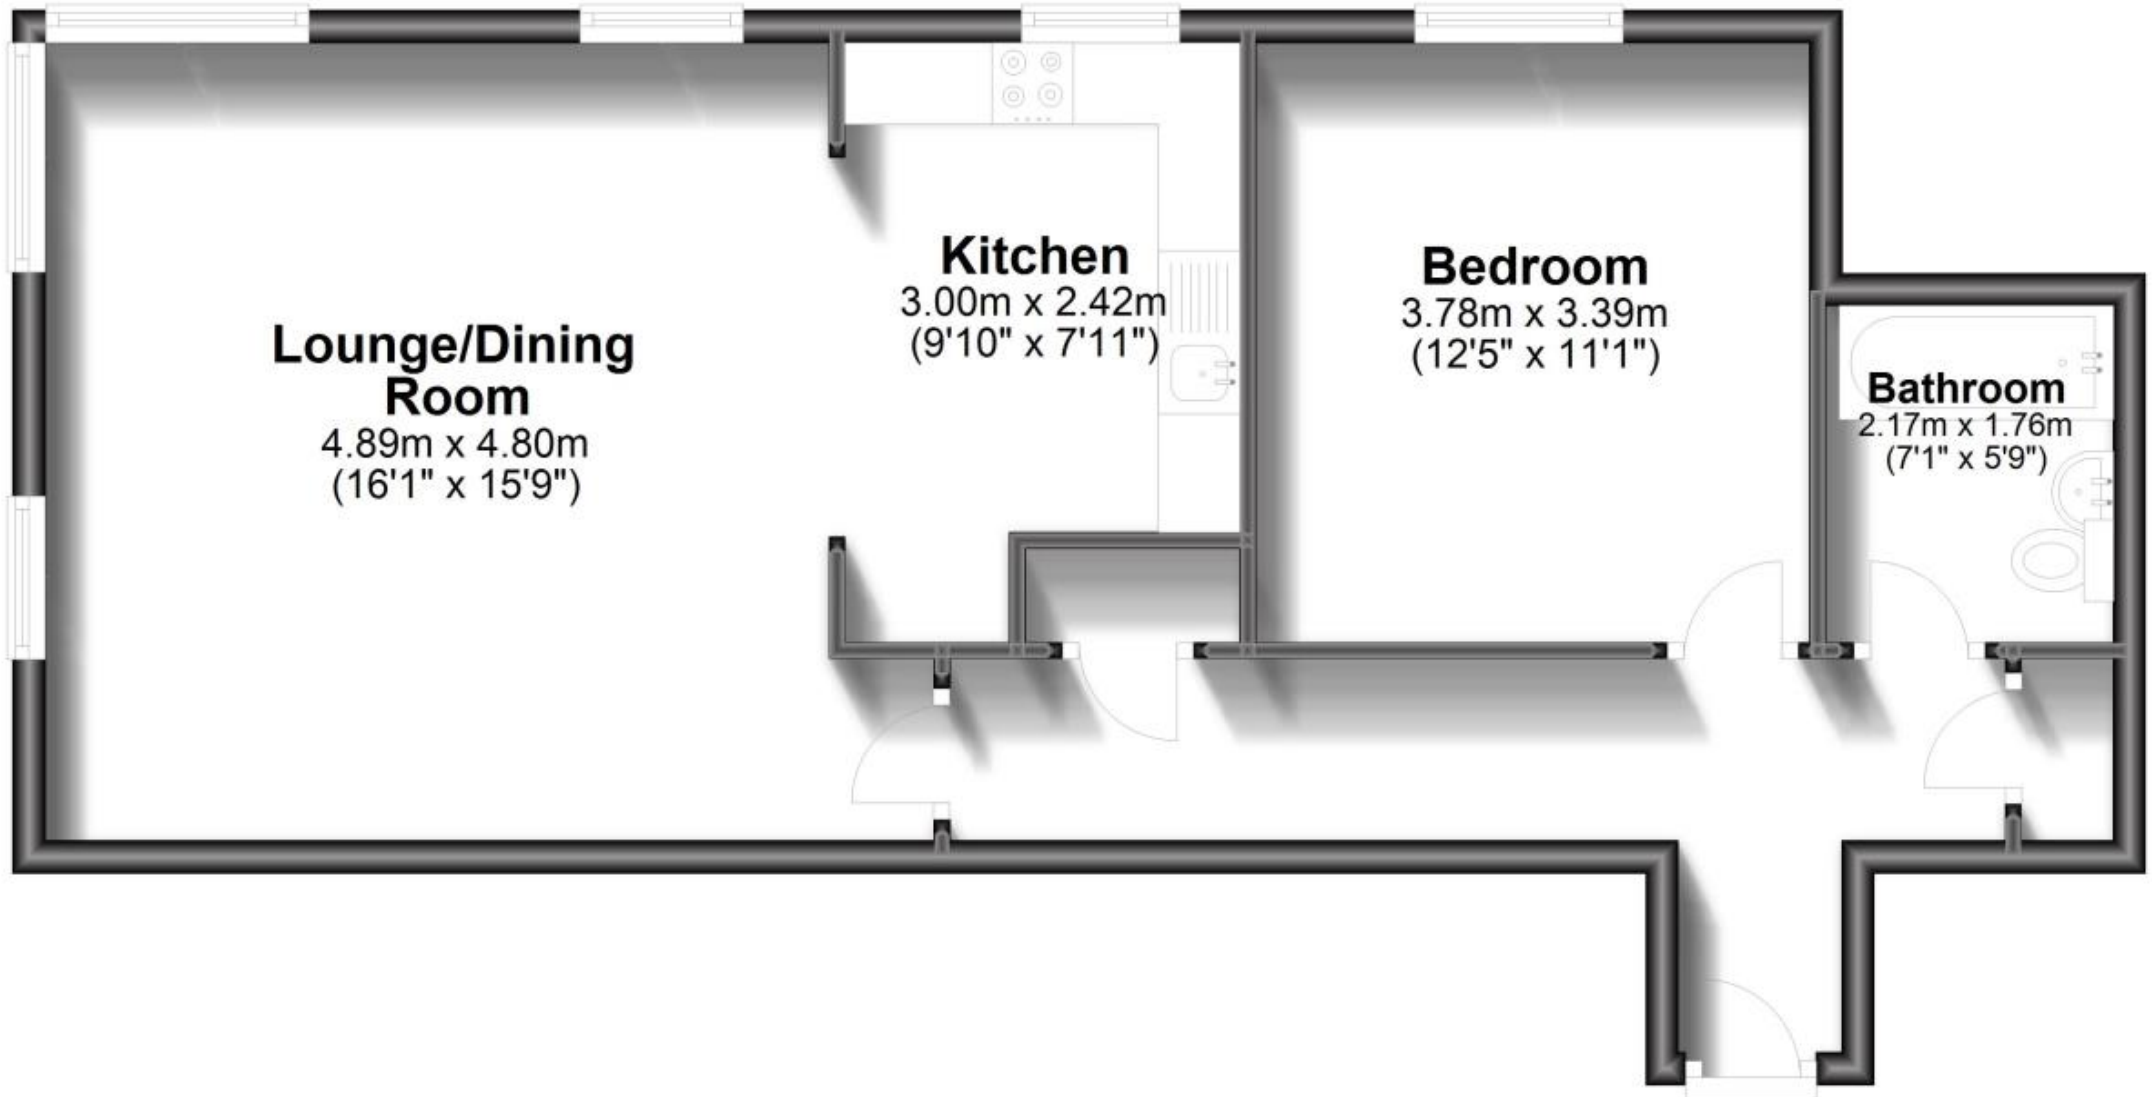 Lounge/Dining
Room
4.89m x 4.80m
(16'1" x 15'9")
Kitchen
3.00m x 2.42m
(9'10" x 7'11")
Bedroom
3.78m x 3.39m
(12'5" x 11'1")
Bathroom
2.17m x 1.76m
(7'1" x 5'9")